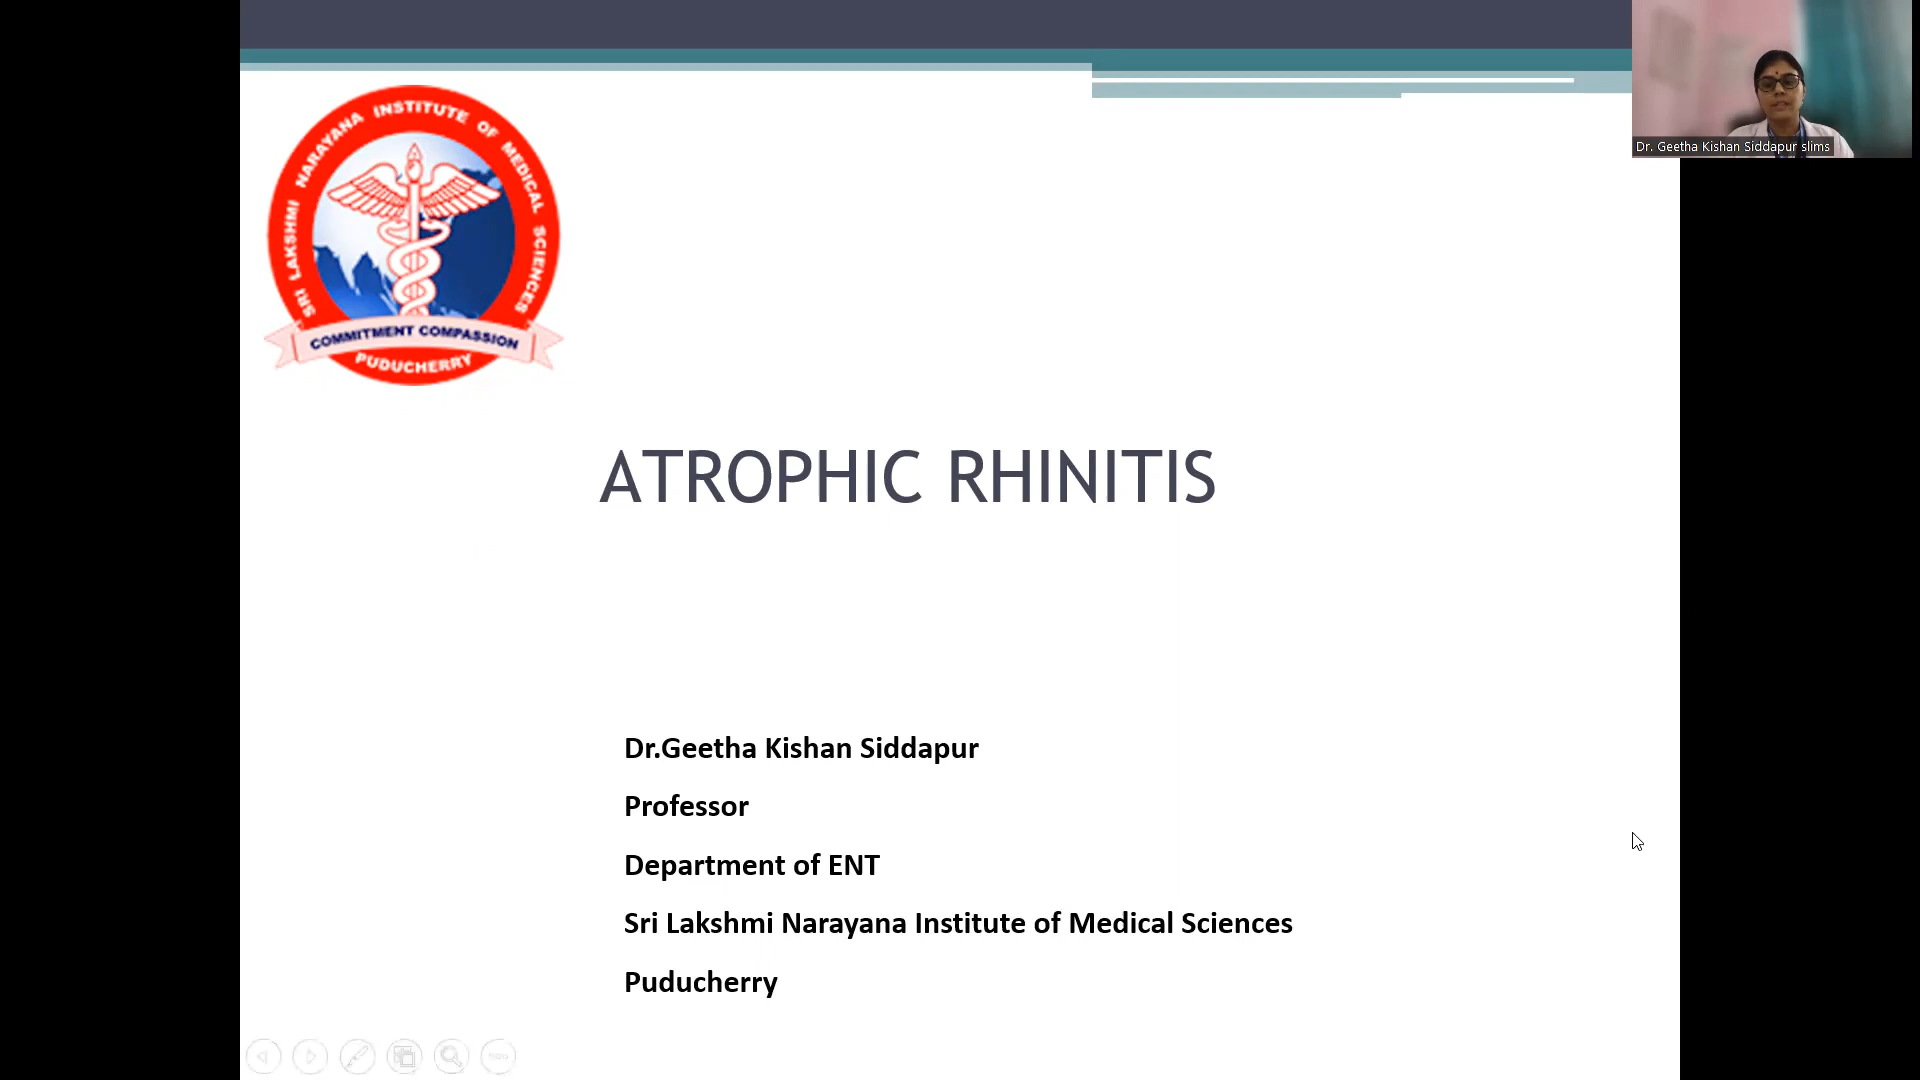 SRI LAKSHMI NARAYANA INSTITUTE OF MEDICAL SCIENCES
COMMITMENT COMPASSION
PUDUCHERRY
Dr. Geetha Kishan Siddapur slims
ATROPHIC RHINITIS
Dr.Geetha Kishan Siddapur
Professor
Department of ENT
Sri Lakshmi Narayana Institute of Medical Sciences
Puducherry